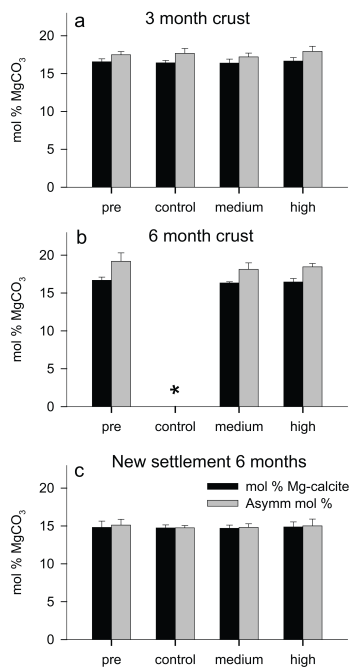 a
3 month crust
mol % MgCO3
20
15
10
5
0
pre control medium high
b
6 month crust
mol % MgCO3
20
15
10
5
0
*
pre control medium high
c
New settlement 6 months
mol % Mg-calcite
Asymm mol %
mol % MgCO3
20
15
10
5
0
pre control medium high